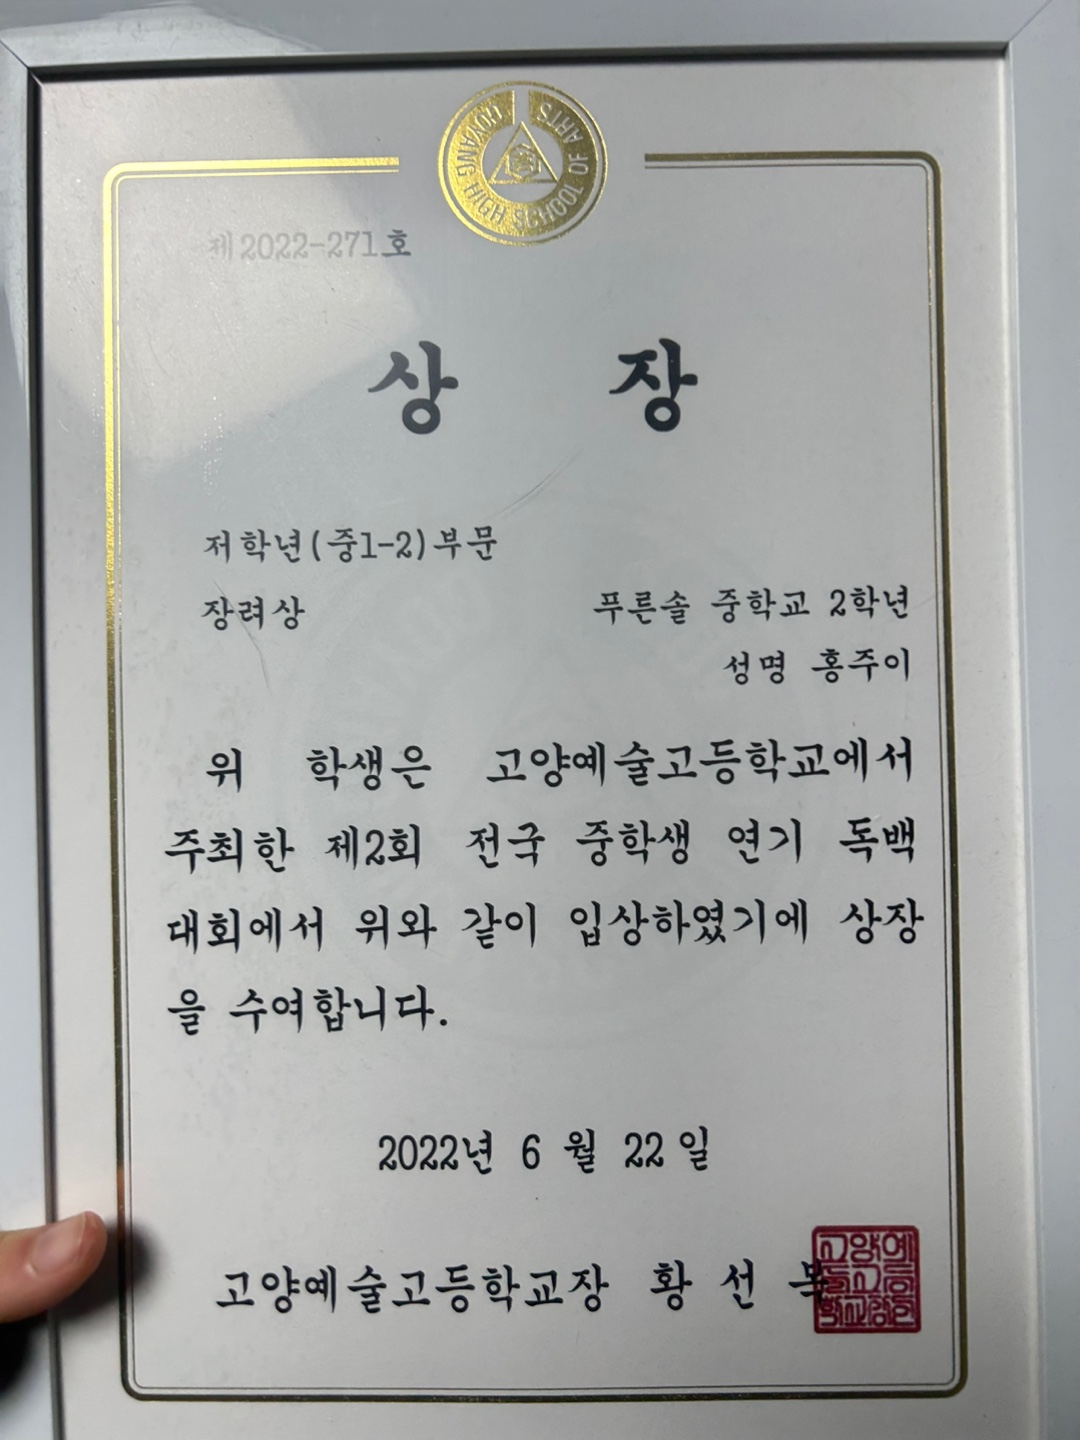 GOYANG HIGH SCHOOL OF ARTS
제2022-271호
상 장
저학년(중1-2)부문
장려상
푸른솔 중학교 2학년
성명 홍주이
위 학생은 고양예술고등학교에서
주최한 제2회 전국 중학생 연기 독백
대회에서 위와 같이 입상하였기에 상장
을 수여합니다.
2022년 6 월 22 일
고양예술고등학교장 황 선